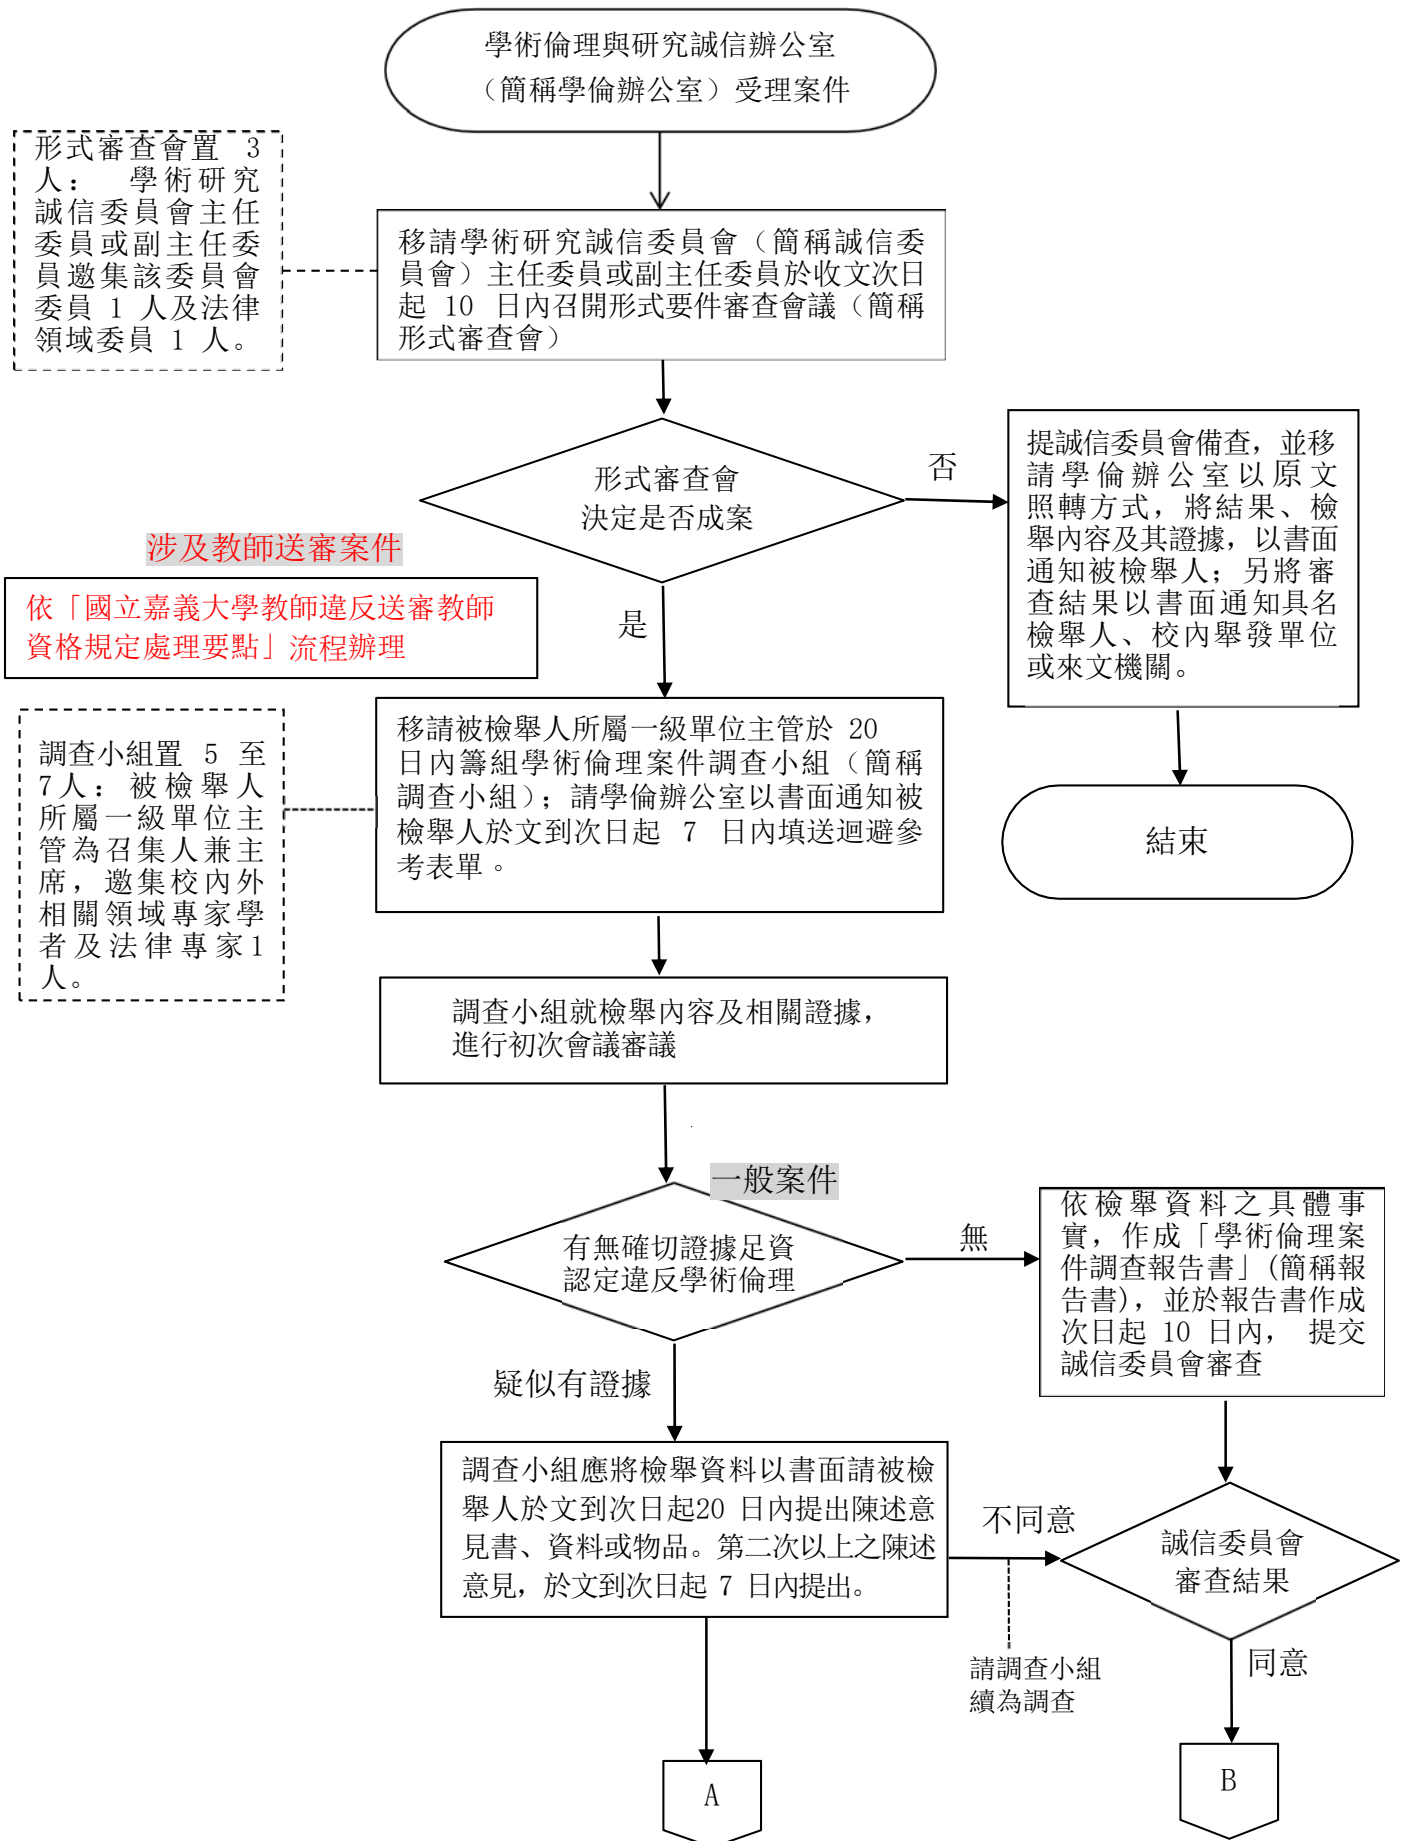 學術倫理與研究誠信辦公室
（簡稱學倫辦公室）受理案件
形式審查會置 3
人： 學術研究
誠信委員會主任
委員或副主任委
員邀集該委員會
委員 1 人及法律
領域委員 1 人。
移請學術研究誠信委員會（簡稱誠信委
員會）主任委員或副主任委員於收文次日
起 10 日內召開形式要件審查會議（簡稱
形式審查會）
形式審查會
決定是否成案
否
提誠信委員會備查，並移
請學倫辦公室以原文
照轉方式，將結果、檢
舉內容及其證據，以書面
通知被檢舉人；另將審
查結果以書面通知具名
檢舉人、校內舉發單位
或來文機關。
涉及教師送審案件
依「國立嘉義大學教師違反送審教師
資格規定處理要點」流程辦理
是
移請被檢舉人所屬一級單位主管於 20
日內籌組學術倫理案件調查小組（簡稱
調查小組）；請學倫辦公室以書面通知被
檢舉人於文到次日起 7 日內填送迴避參
考表單。
調查小組置 5 至
7人：被檢舉人
所屬一級單位主
管為召集人兼主
席，邀集校內外
相關領域專家學
者及法律專家1
人。
結束
調查小組就檢舉內容及相關證據，
進行初次會議審議
一般案件
有無確切證據足資
認定違反學術倫理
無
依檢舉資料之具體事
實，作成「學術倫理案
件調查報告書」(簡稱報
告書)，並於報告書作成
次日起 10 日內， 提交
誠信委員會審查
疑似有證據
調查小組應將檢舉資料以書面請被檢
舉人於文到次日起20 日內提出陳述意
見書、資料或物品。第二次以上之陳述
意見，於文到次日起 7 日內提出。
不同意
誠信委員會
審查結果
請調查小組
續為調查
同意
A
B